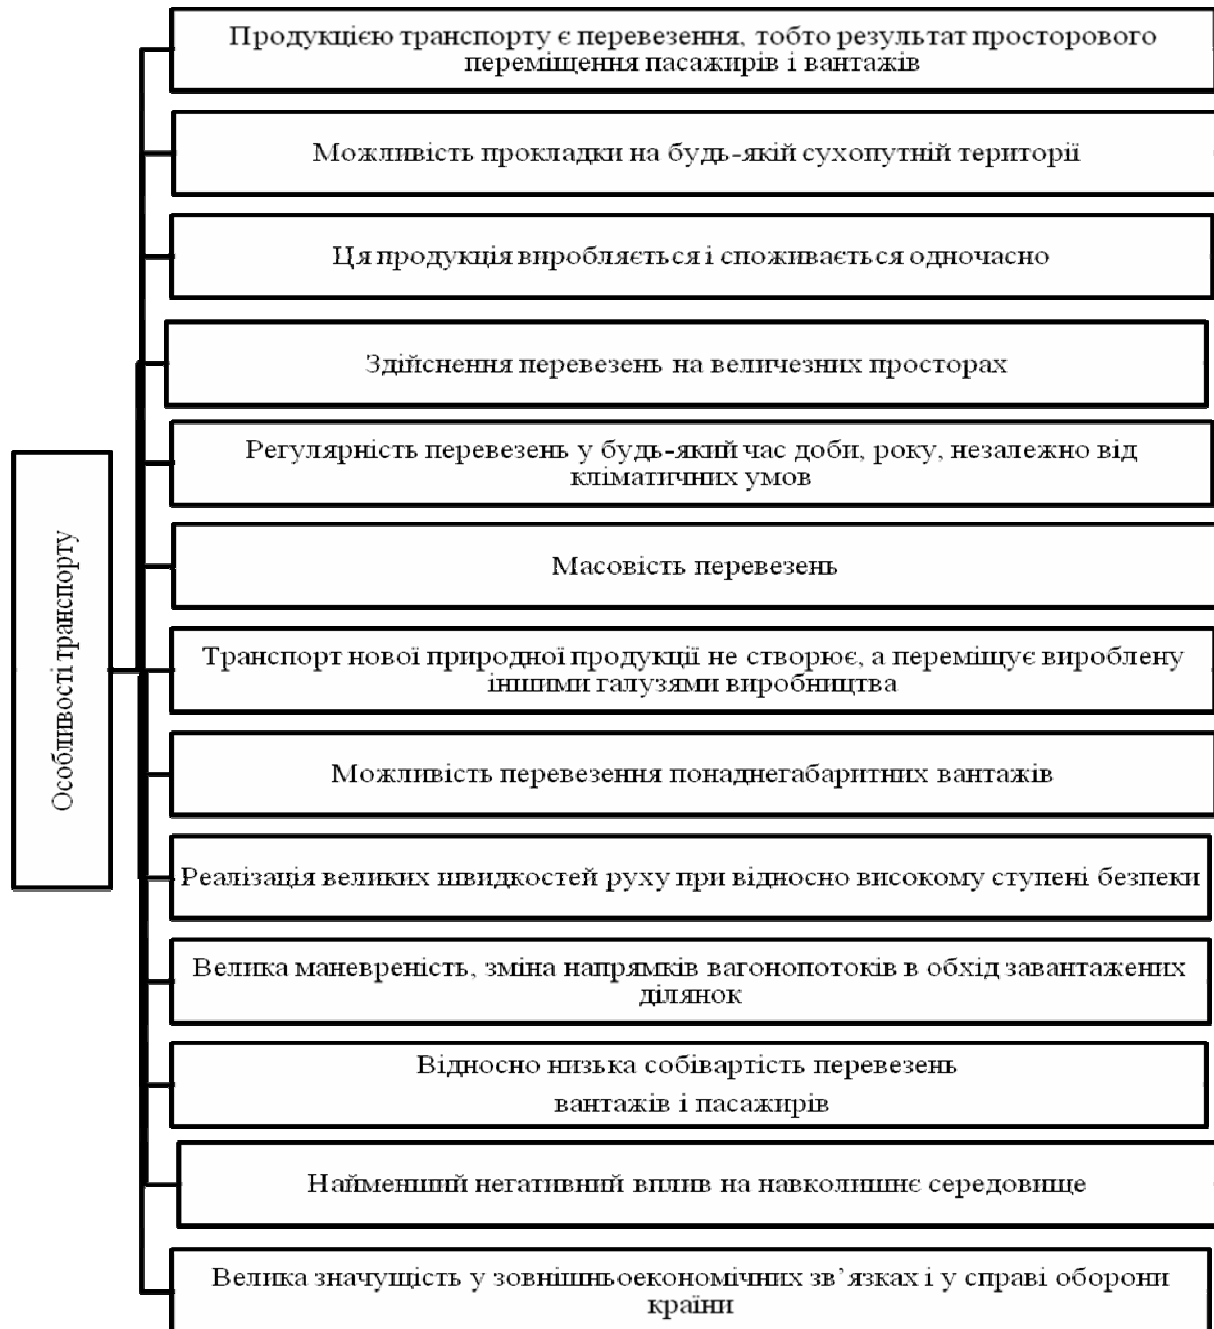 Продукцією транспорту є перевезення, тобто результат просторового
переміщення пасажирів і вантажів
Можливість прокладки на будь-якій сухопутній території
Ця продукція виробляється і споживається одночасно
Здійснення перевезень на величезних просторах
Регулярність перевезень у будь-який час доби, року, незалежно від
кліматичних умов
Масовість перевезень
Особливості транспорту
Транспорт нової природної продукції не створює, а переміщує вироблену
іншими галузями виробництва
Можливість перевезення понаднегабаритних вантажів
Реалізація великих швидкостей руху при відносно високому ступені безпеки
Велика маневреність, зміна напрямків вагонопотоків в обхід завантажених
ділянок
Відносно низька собівартість перевезень
вантажів і пасажирів
Найменший негативний вплив на навколишнє середовище
Велика значущість у зовнішньоекономічних зв’язках і у справі оборони
країни